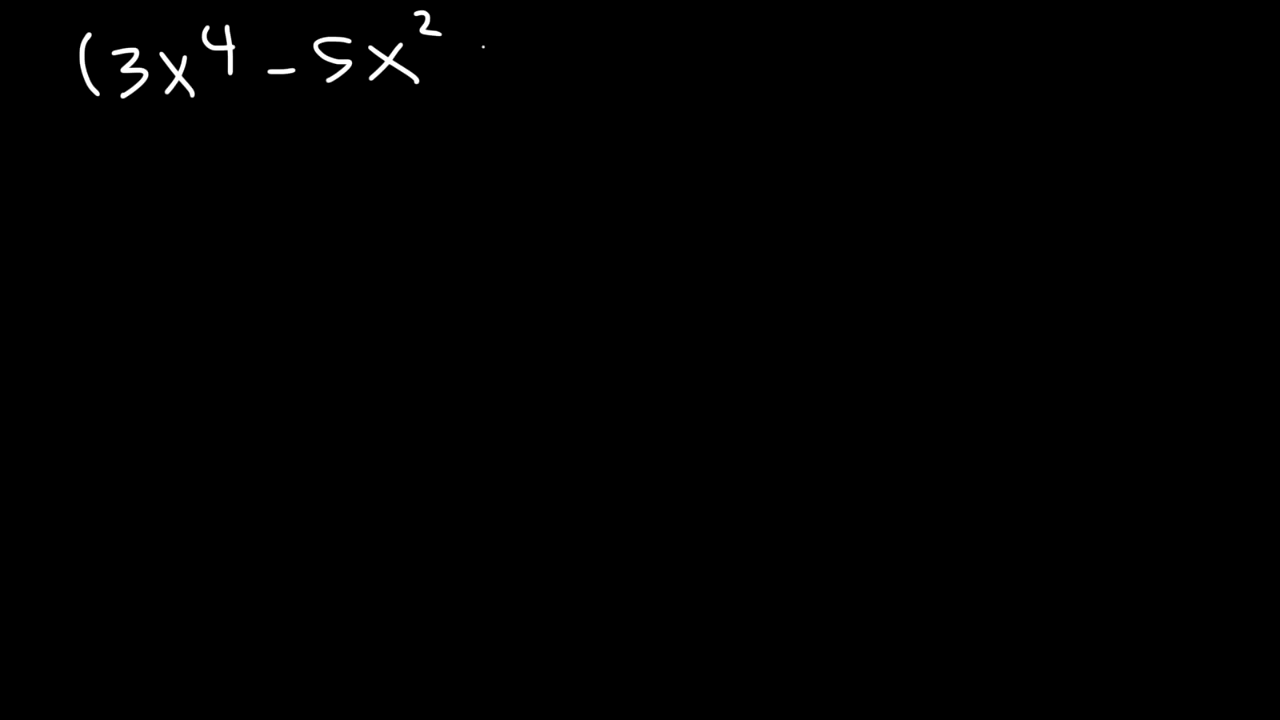 (3x⁴ - 5x²